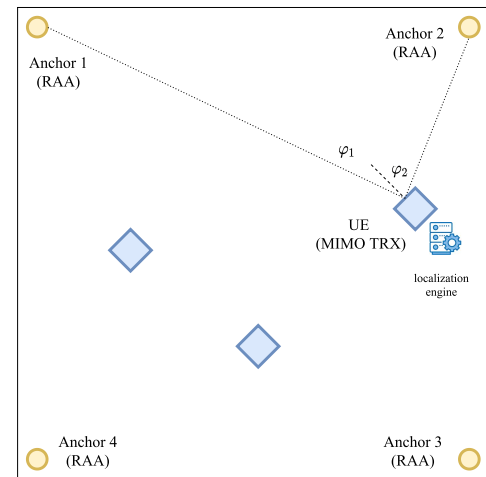 Anchor 1
(RAA)
Anchor 2
(RAA)
φ₁
φ₂
UE
(MIMO TRX)
localization
engine
Anchor 4
(RAA)
Anchor 3
(RAA)